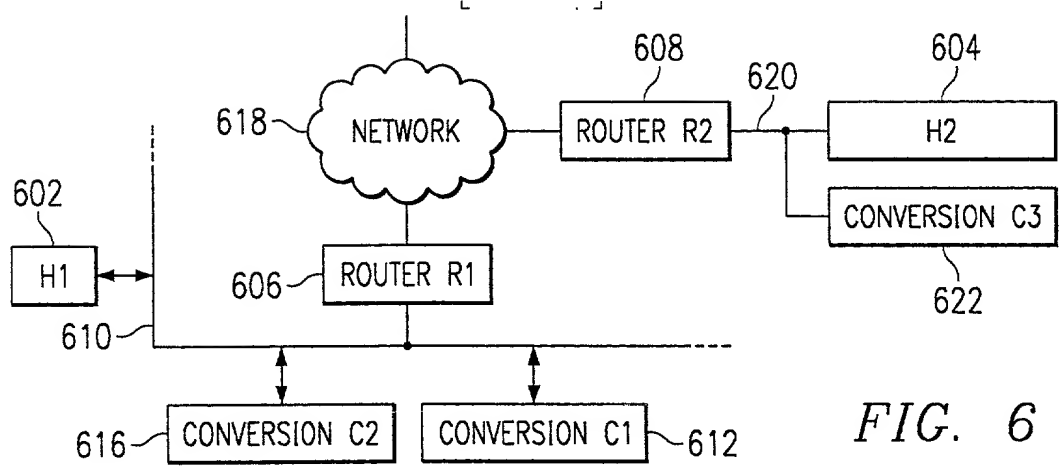 608
620
604
618
NETWORK
ROUTER R2
H2
602
CONVERSION C3
H1
606
ROUTER R1
622
610
616
CONVERSION C2
CONVERSION C1
612
FIG. 6